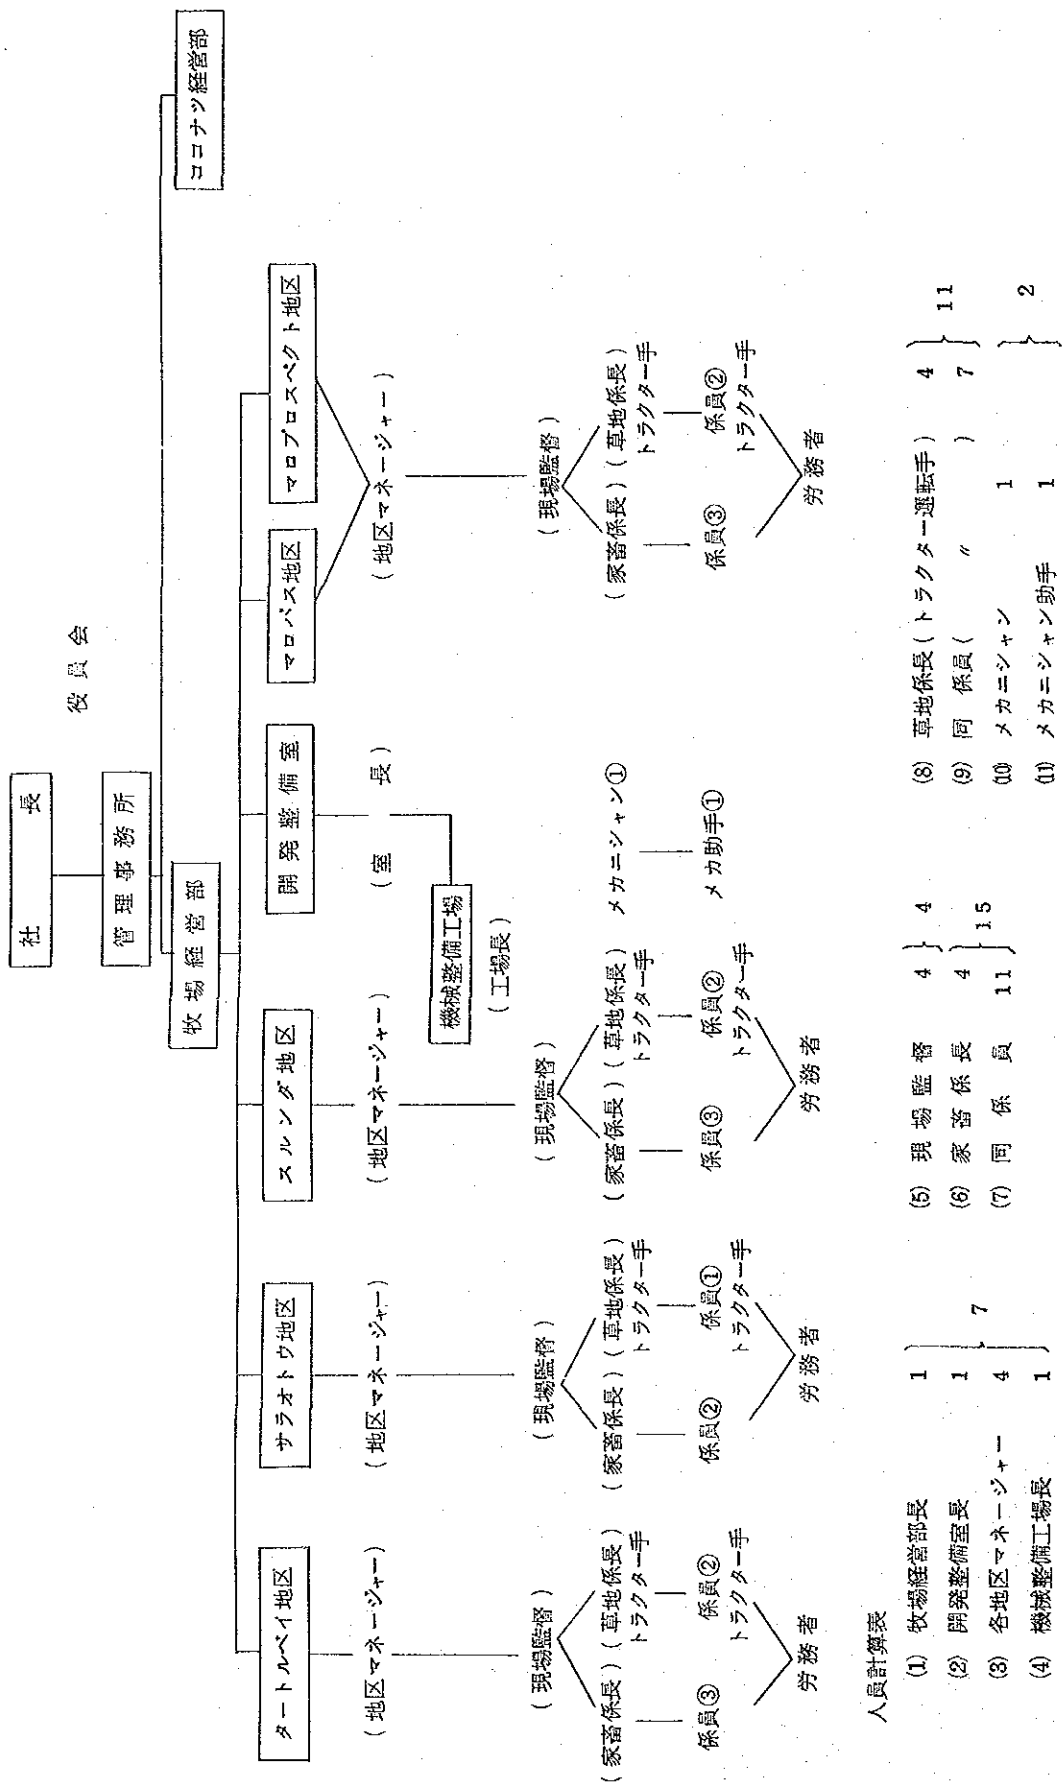 社長
役員会
管理事務所
牧場経営部
ココナツ経営部
タートルベイ地区
サラオトウ地区
スルンダ地区
開発整備室
マロバス地区
マロプロスペクト地区
(地区マネージャー)
(地区マネージャー)
(地区マネージャー)
(室長)
(地区マネージャー)
機械整備工場
(工場長)
(現場監督)
(現場監督)
(現場監督)
(現場監督)
(家畜係長)(草地係長)
トラクター手
(家畜係長)(草地係長)
トラクター手
(家畜係長)(草地係長)
トラクター手
メカニシャン①
(家畜係長)(草地係長)
トラクター手
係員③ 係員②
トラクター手
係員② 係員①
トラクター手
係員③ 係員②
トラクター手
メカ助手①
係員③ 係員②
トラクター手
労務者
労務者
労務者
労務者
人員計算表
(1) 牧場経営部長 1
(2) 開発整備室長 1
(3) 各地区マネージャー 4
(4) 機械整備工場長 1
7
(5) 現場監督 4 } 4
(6) 家畜係長 4
(7) 同係員 11
15
(8) 草地係長(トラクター運転手) 4
(9) 同係員( 〃 ) 7
11
(10) メカニシャン 1
(11) メカニシャン助手 1
2